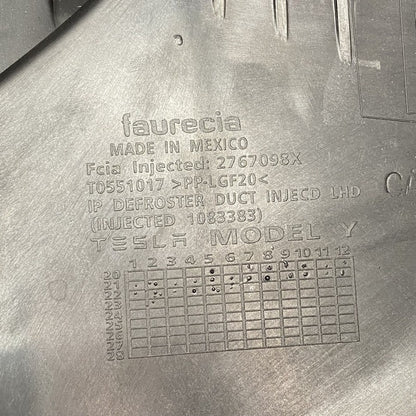 faurecia
MADE IN MEXICO
Fcia Injected: 2767098X
T0551017 >PP-LGF20<
IP DEFROSTER DUCT INJECD LHD
(INJECTED 1083383)
TESLA MODEL Y
1 2 3 4 5 6 7 8 9 10 11 12